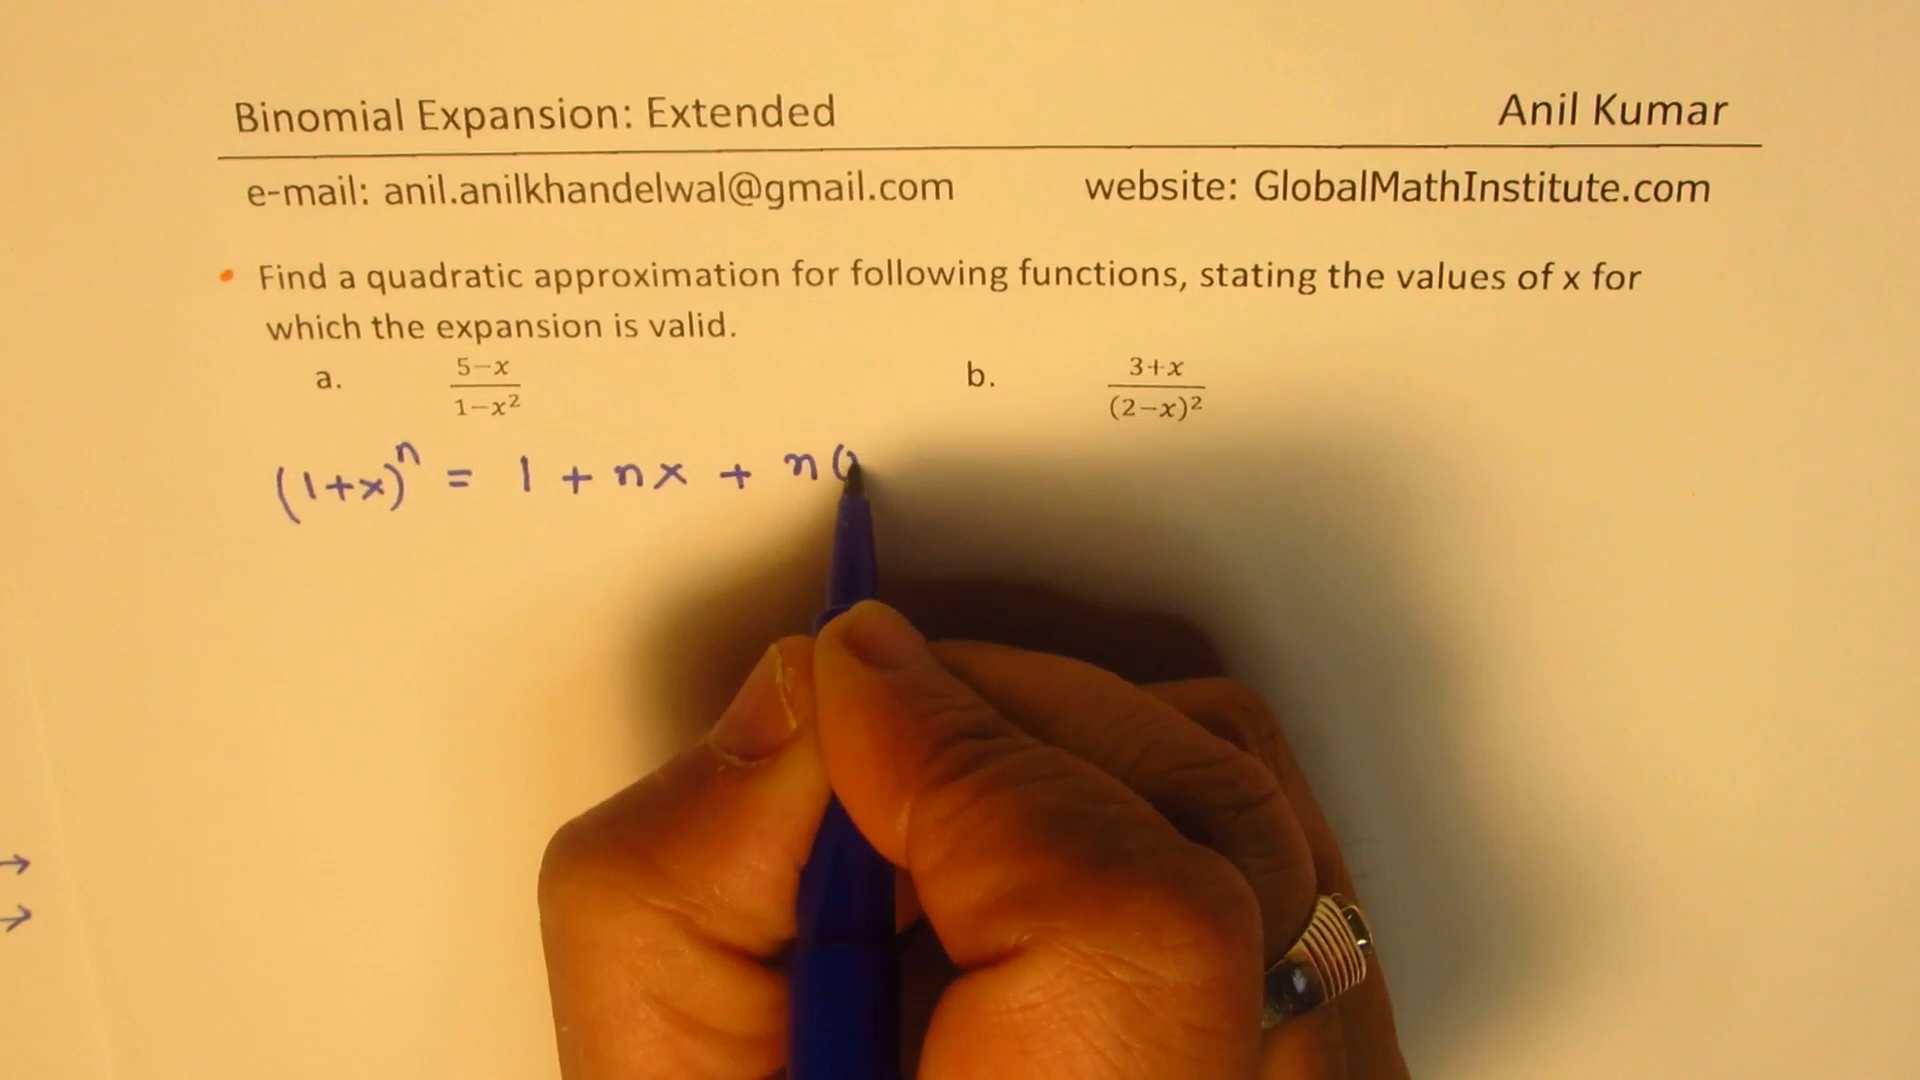 Binomial Expansion: Extended Anil Kumar
e-mail: anil.anilkhandelwal@gmail.com website: GlobalMathInstitute.com
• Find a quadratic approximation for following functions, stating the values of x for
which the expansion is valid.
a. (5−x)/(1−x²) b. (3+x)/((2−x)²)
(1+x)ⁿ = 1 + nx + n(
→
→